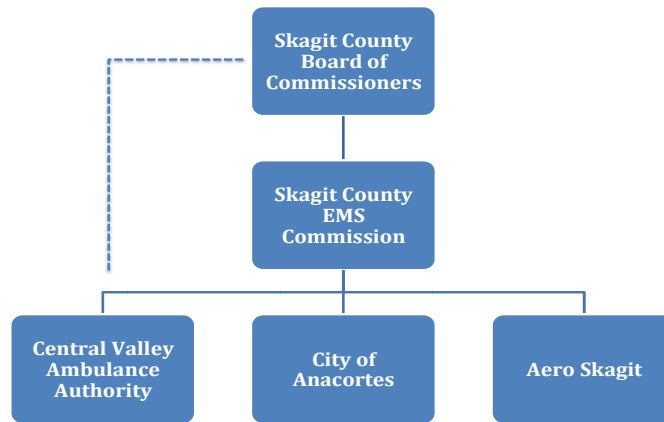 Skagit County
Board of
Commissioners
Skagit County
EMS
Commission
Central Valley
Ambulance
Authority
City of
Anacortes
Aero Skagit